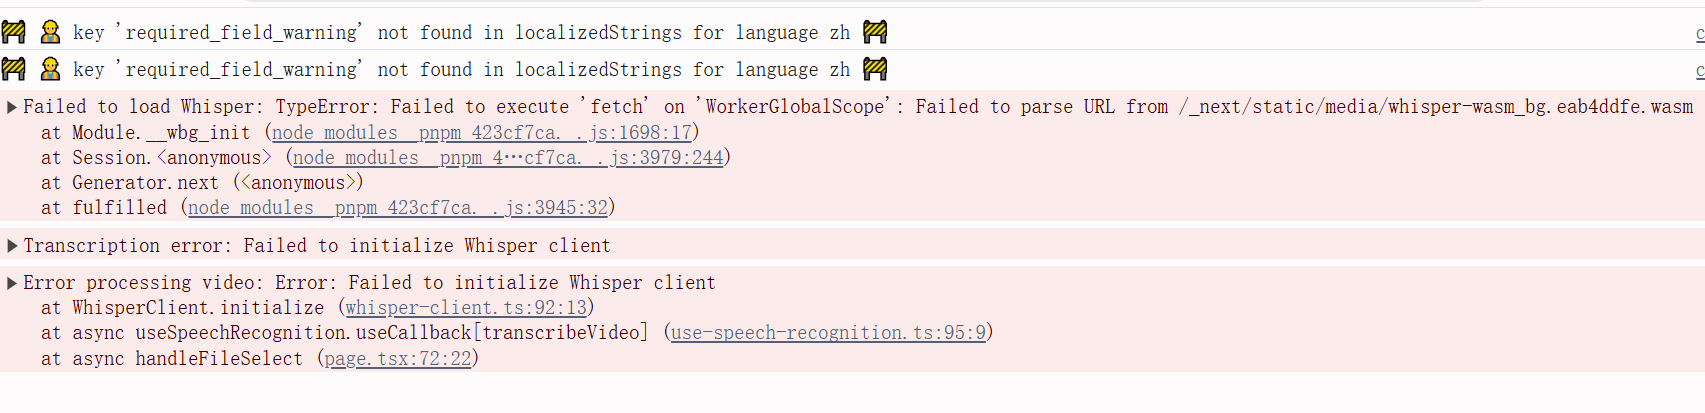 🚧 👷 key 'required_field_warning' not found in localizedStrings for language zh 🚧
🚧 👷 key 'required_field_warning' not found in localizedStrings for language zh 🚧
▶Failed to load Whisper: TypeError: Failed to execute 'fetch' on 'WorkerGlobalScope': Failed to parse URL from /_next/static/media/whisper-wasm_bg.eab4ddfe.wasm
at Module.__wbg_init (node_modules__pnpm_423cf7ca._.js:1698:17)
at Session.<anonymous> (node_modules__pnpm_4…cf7ca._.js:3979:244)
at Generator.next (<anonymous>)
at fulfilled (node_modules__pnpm_423cf7ca._.js:3945:32)
▶Transcription error: Failed to initialize Whisper client
▶Error processing video: Error: Failed to initialize Whisper client
at WhisperClient.initialize (whisper-client.ts:92:13)
at async useSpeechRecognition.useCallback[transcribeVideo] (use-speech-recognition.ts:95:9)
at async handleFileSelect (page.tsx:72:22)